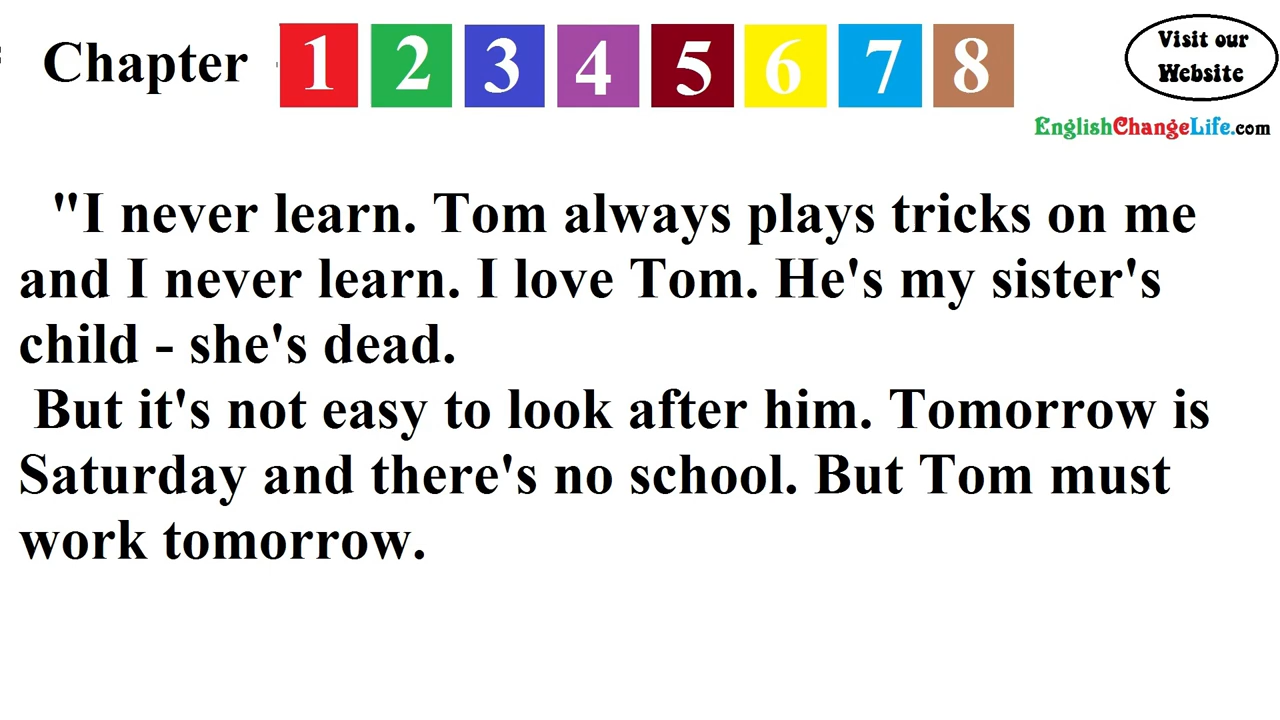 Chapter 1 2 3 4 5 6 7 8
Visit our
Website
EnglishChangeLife.com
"I never learn. Tom always plays tricks on me
and I never learn. I love Tom. He's my sister's
child - she's dead.
But it's not easy to look after him. Tomorrow is
Saturday and there's no school. But Tom must
work tomorrow.